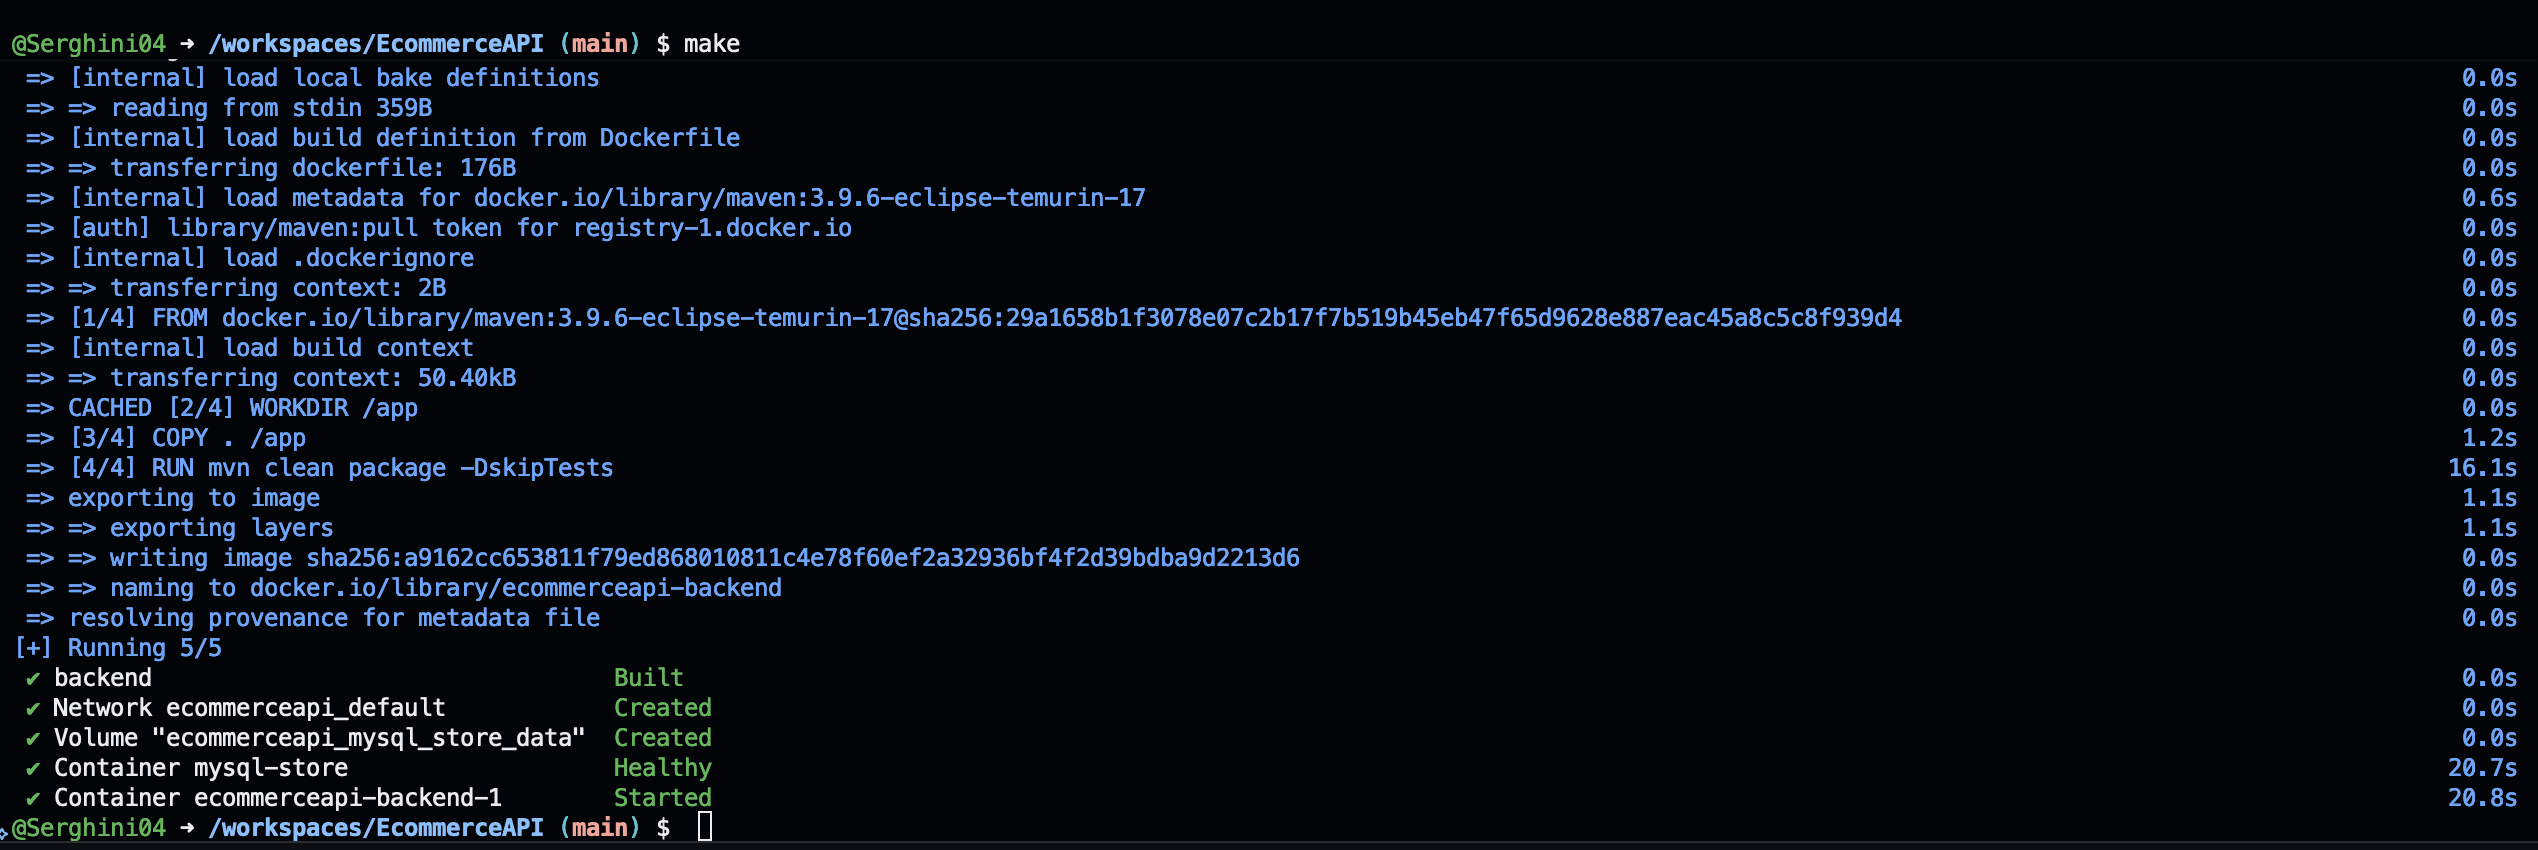 @Serghini04 ➜ /workspaces/EcommerceAPI (main) $ make
=> [internal] load local bake definitions 0.0s
=> => reading from stdin 359B 0.0s
=> [internal] load build definition from Dockerfile 0.0s
=> => transferring dockerfile: 176B 0.0s
=> [internal] load metadata for docker.io/library/maven:3.9.6-eclipse-temurin-17 0.6s
=> [auth] library/maven:pull token for registry-1.docker.io 0.0s
=> [internal] load .dockerignore 0.0s
=> => transferring context: 2B 0.0s
=> [1/4] FROM docker.io/library/maven:3.9.6-eclipse-temurin-17@sha256:29a1658b1f3078e07c2b17f7b519b45eb47f65d9628e887eac45a8c5c8f939d4 0.0s
=> [internal] load build context 0.0s
=> => transferring context: 50.40kB 0.0s
=> CACHED [2/4] WORKDIR /app 0.0s
=> [3/4] COPY . /app 1.2s
=> [4/4] RUN mvn clean package -DskipTests 16.1s
=> exporting to image 1.1s
=> => exporting layers 1.1s
=> => writing image sha256:a9162cc653811f79ed868010811c4e78f60ef2a32936bf4f2d39bdba9d2213d6 0.0s
=> => naming to docker.io/library/ecommerceapi-backend 0.0s
=> resolving provenance for metadata file 0.0s
[+] Running 5/5
✔ backend Built 0.0s
✔ Network ecommerceapi_default Created 0.0s
✔ Volume "ecommerceapi_mysql_store_data" Created 0.0s
✔ Container mysql-store Healthy 20.7s
✔ Container ecommerceapi-backend-1 Started 20.8s
@Serghini04 ➜ /workspaces/EcommerceAPI (main) $